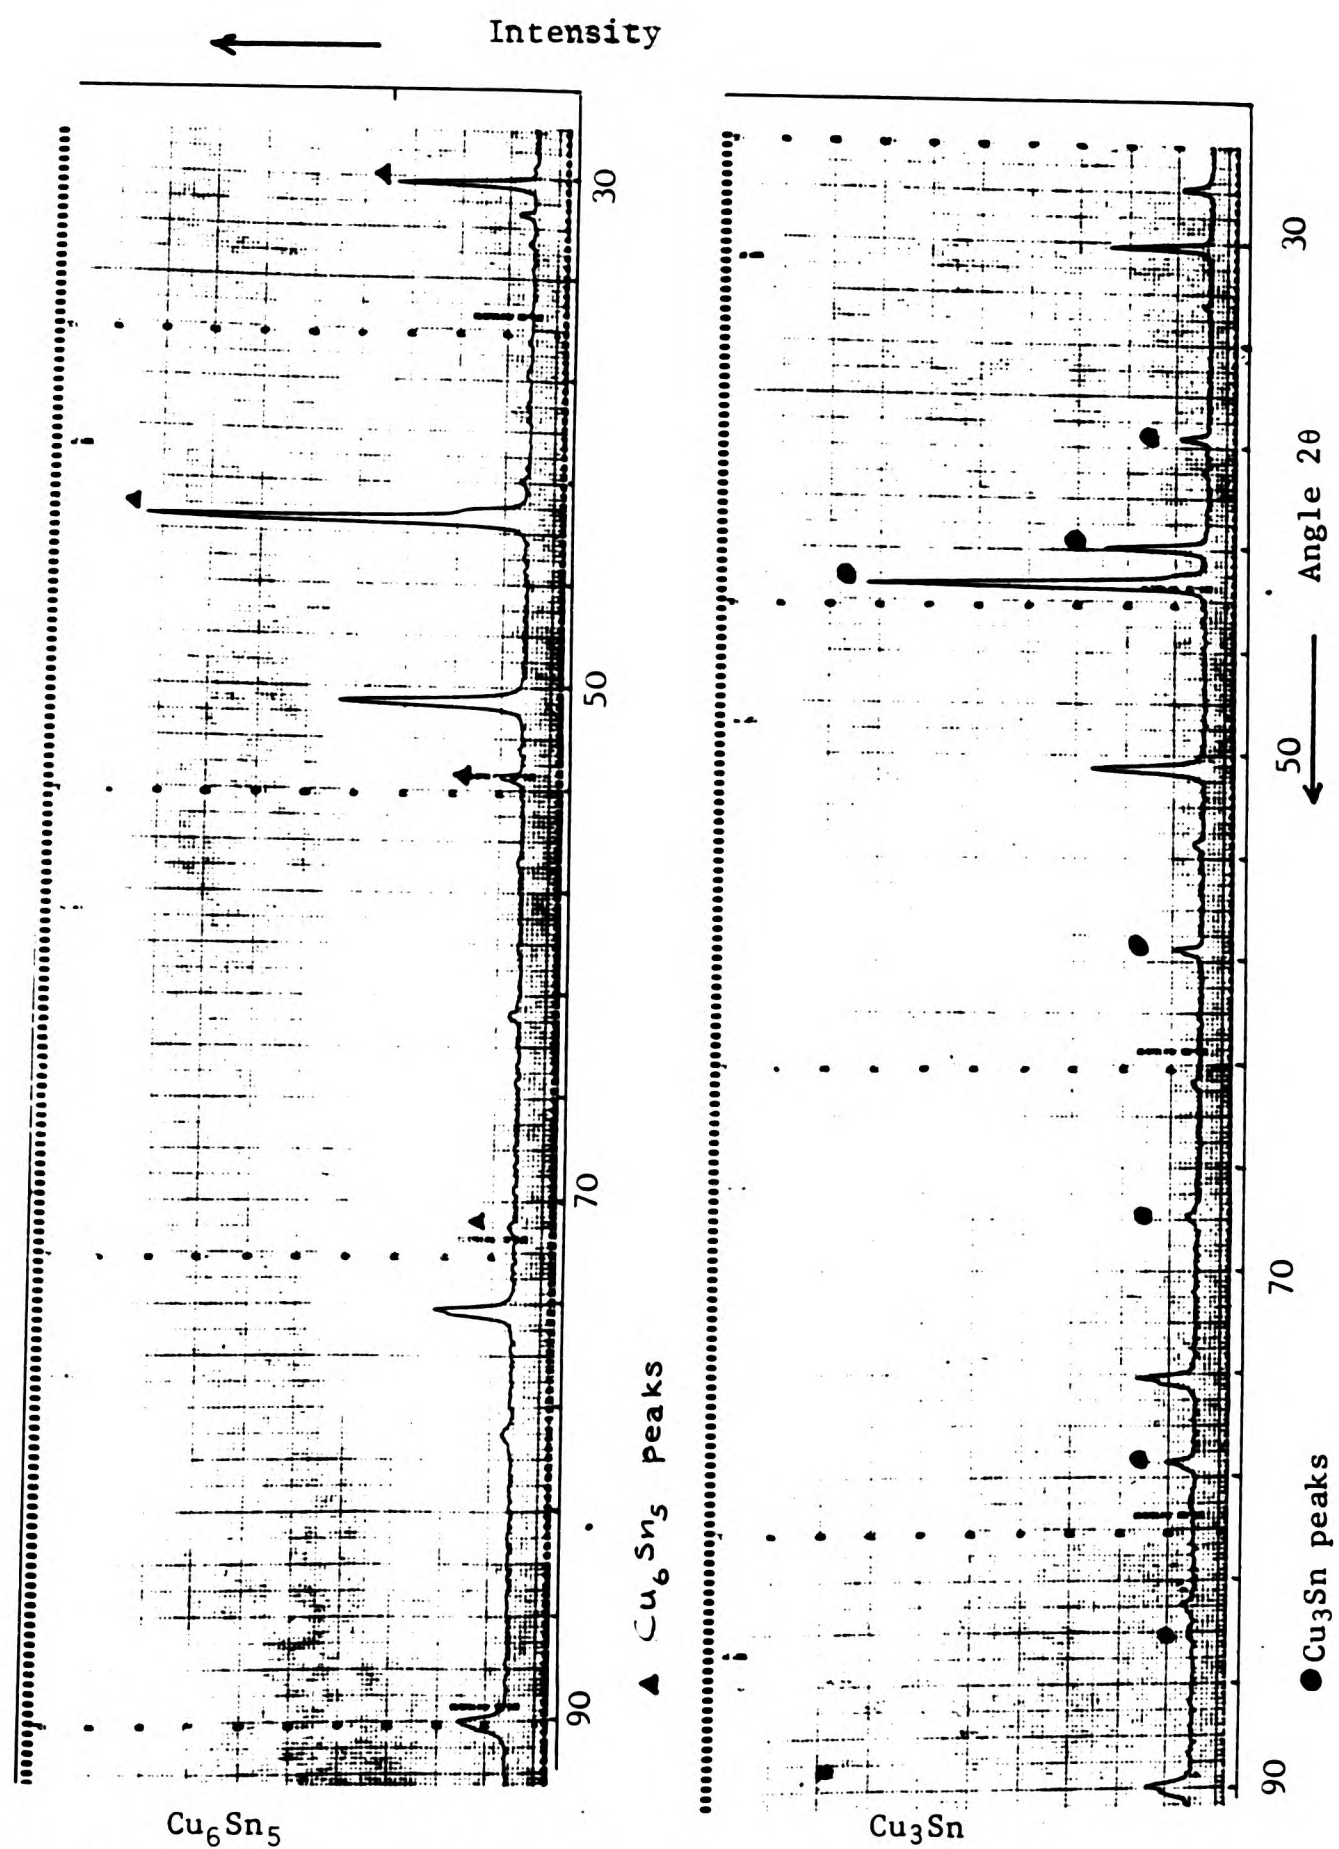 Intensity
30
50
70
90
▲ Cu₆Sn₅ peaks
Cu₆Sn₅
30
50
70
90
Angle 2θ
● Cu₃Sn peaks
Cu₃Sn